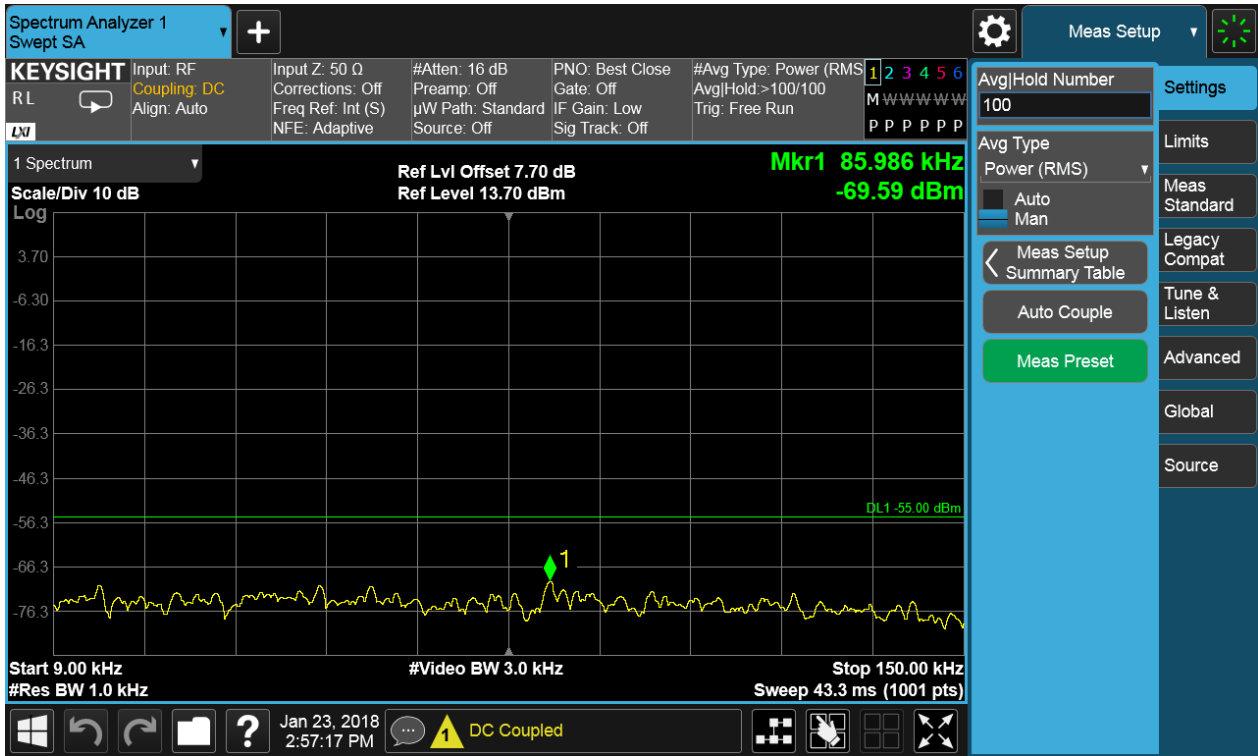 Spectrum Analyzer 1
Swept SA
Meas Setup
KEYSIGHT
R L
LXI
Input: RF
Coupling: DC
Align: Auto
Input Z: 50 Ω
Corrections: Off
Freq Ref: Int (S)
NFE: Adaptive
#Atten: 16 dB
Preamp: Off
µW Path: Standard
Source: Off
PNO: Best Close
Gate: Off
IF Gain: Low
Sig Track: Off
#Avg Type: Power (RMS
Avg|Hold:>100/100
Trig: Free Run
1 2 3 4 5 6
M W W W W W
P P P P P P
1 Spectrum
Scale/Div 10 dB
Log
Ref Lvl Offset 7.70 dB
Ref Level 13.70 dBm
Mkr1 85.986 kHz
-69.59 dBm
3.70
-6.30
-16.3
-26.3
-36.3
-46.3
-56.3
-66.3
-76.3
DL1 -55.00 dBm
1
Start 9.00 kHz
#Res BW 1.0 kHz
#Video BW 3.0 kHz
Stop 150.00 kHz
Sweep 43.3 ms (1001 pts)
Avg|Hold Number
100
Avg Type
Power (RMS)
Auto
Man
Meas Setup
Summary Table
Auto Couple
Meas Preset
Settings
Limits
Meas
Standard
Legacy
Compat
Tune &
Listen
Advanced
Global
Source
?
Jan 23, 2018
2:57:17 PM
1
DC Coupled